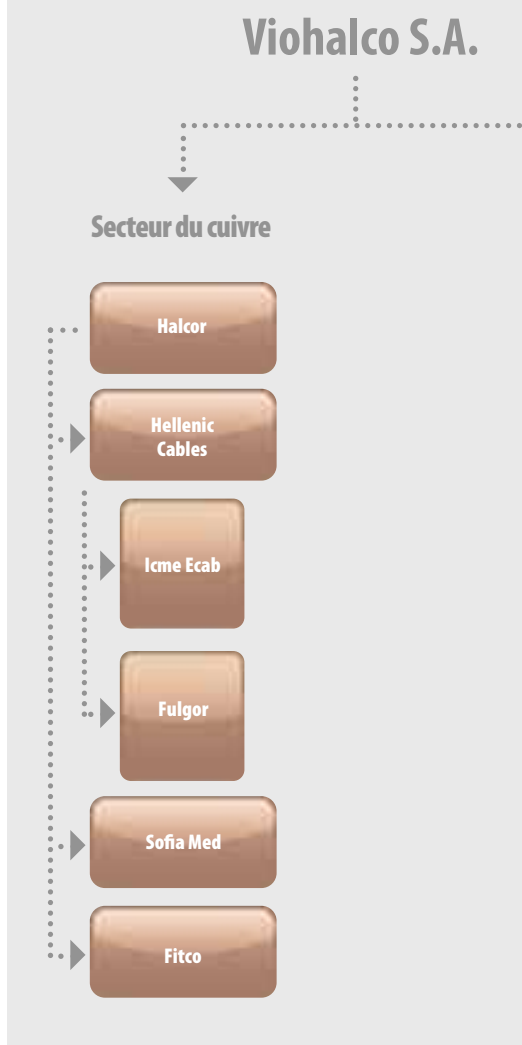 Viohalco S.A.
Secteur du cuivre
Halcor
Hellenic
Cables
Icme Ecab
Fulgor
Sofia Med
Fitco